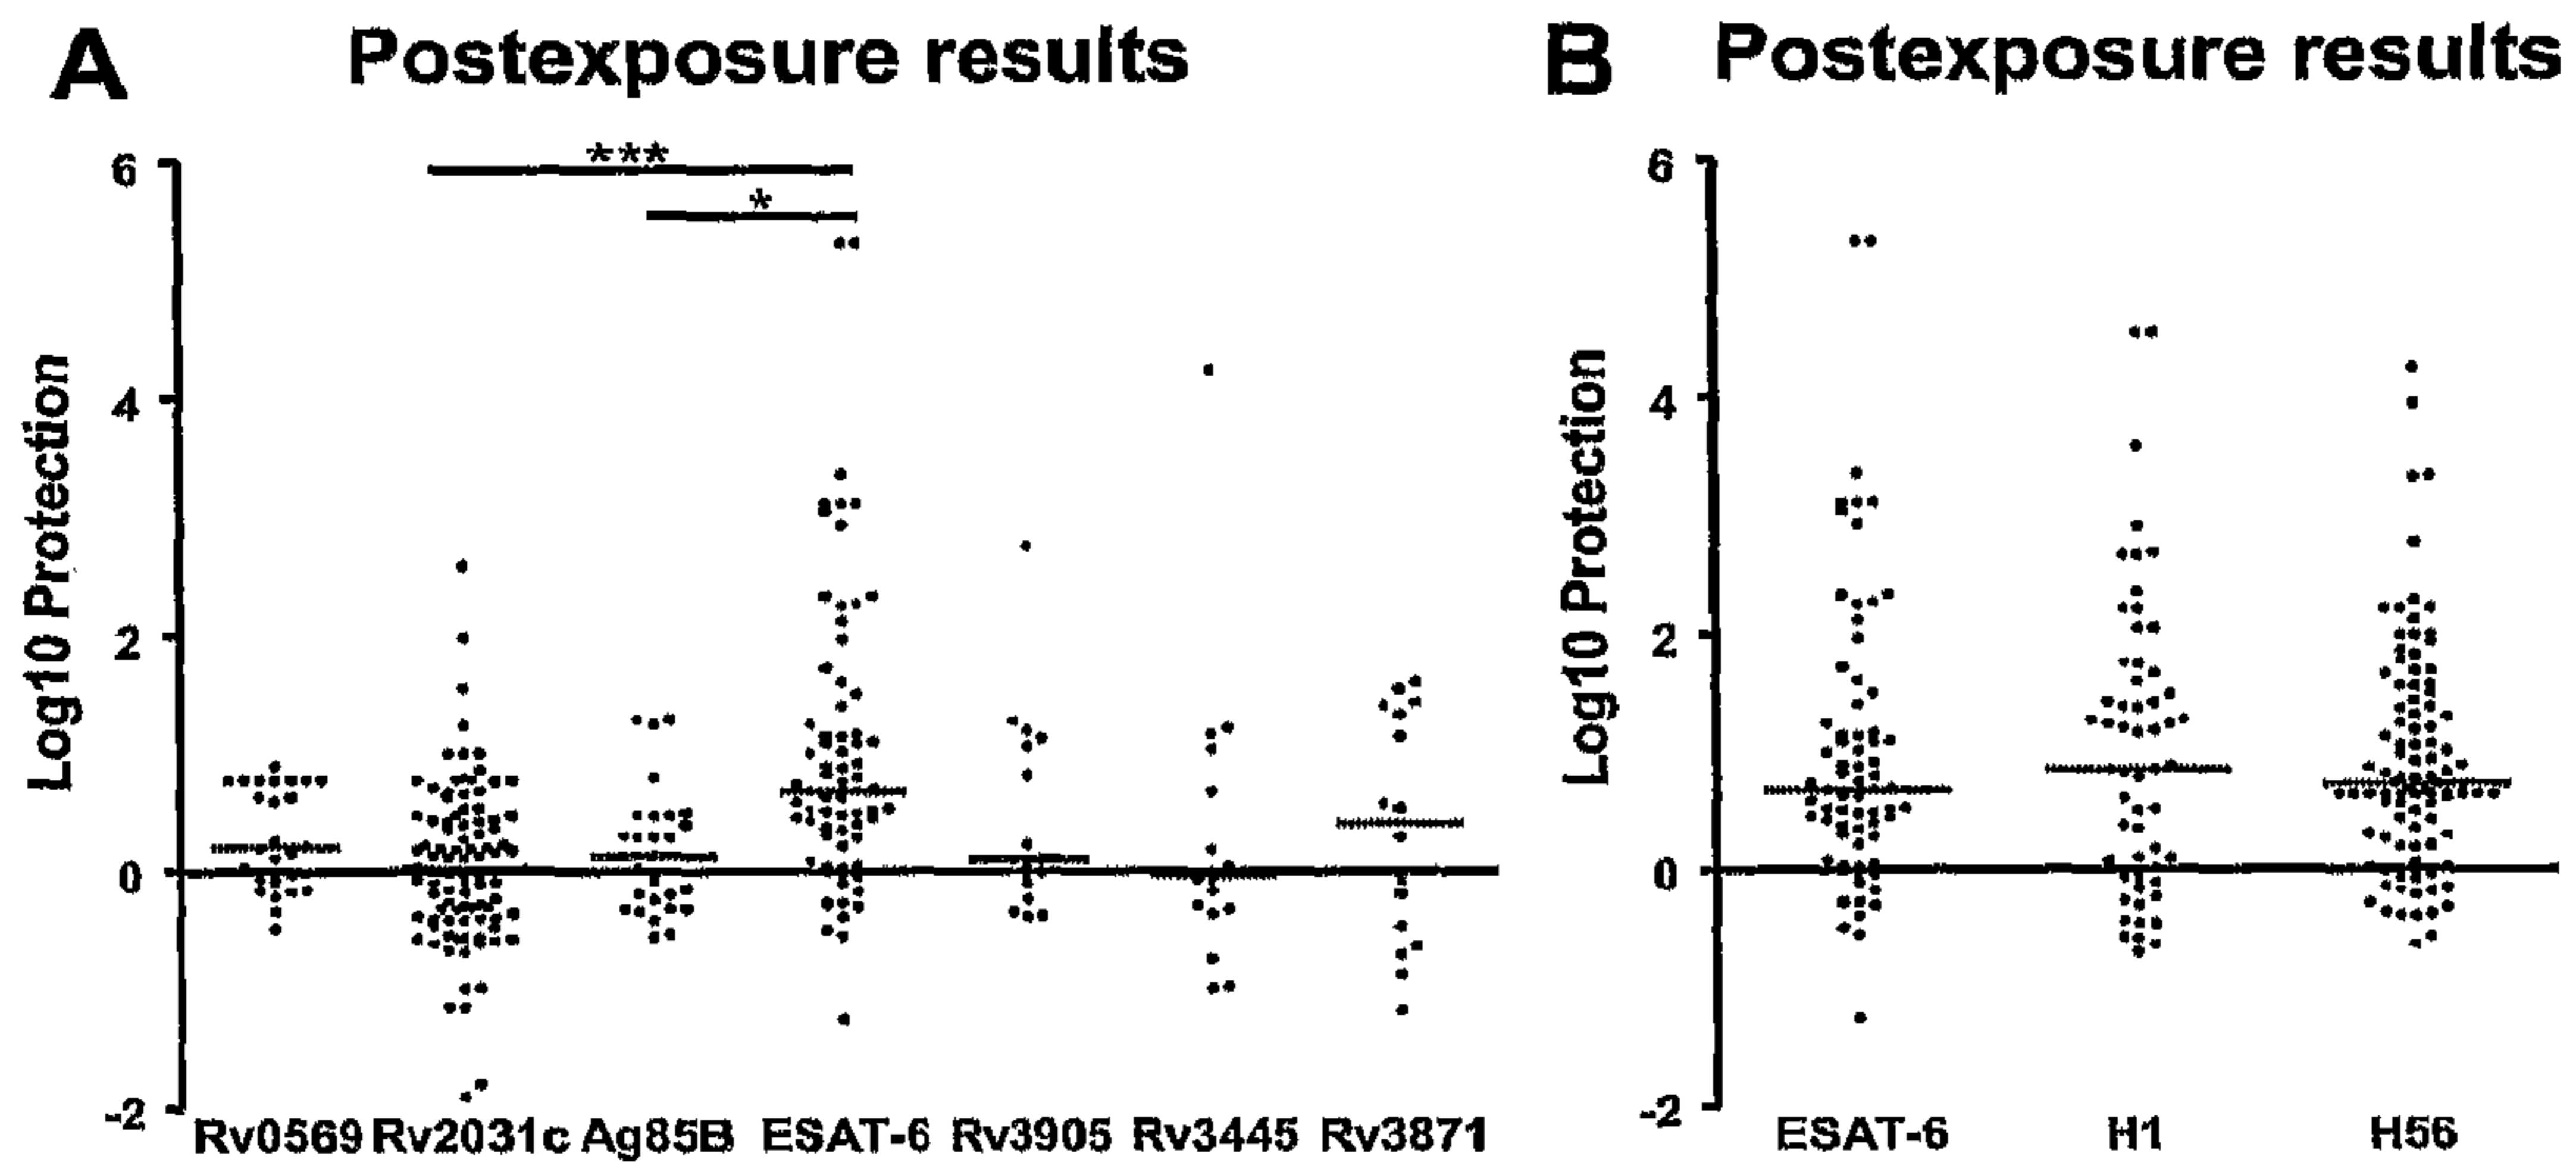 A Postexposure results
***
*
Log10 Protection
6
4
2
0
-2
Rv0569 Rv2031c Ag85B ESAT-6 Rv3905 Rv3445 Rv3871
B Postexposure results
Log10 Protection
6
4
2
0
-2
ESAT-6 H1 H56